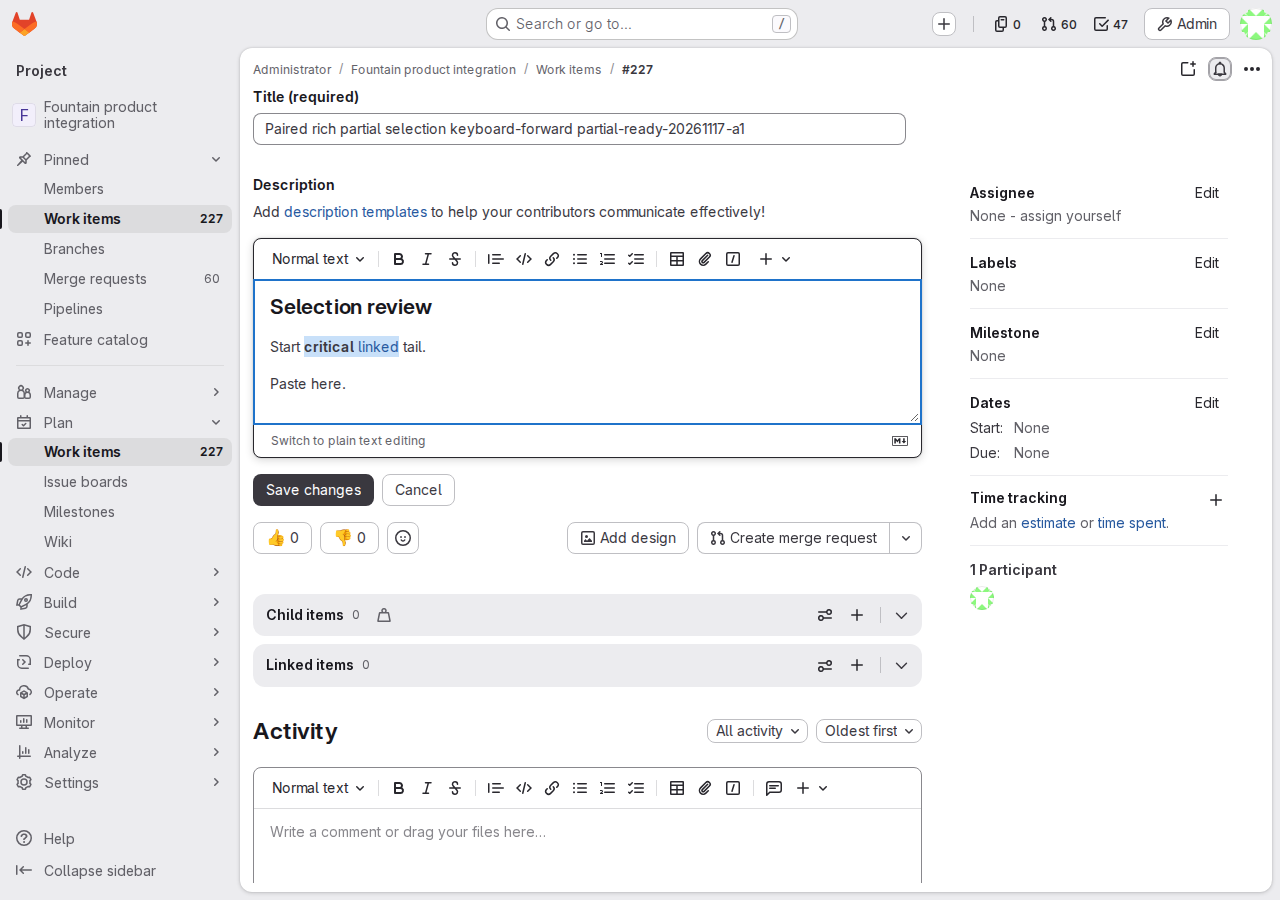 Search or go to...
/
0
60
47
Admin
Project
F
Fountain product
integration
Pinned
Members
Work items 227
Branches
Merge requests 60
Pipelines
Feature catalog
Manage
Plan
Work items 227
Issue boards
Milestones
Wiki
Code
Build
Secure
Deploy
Operate
Monitor
Analyze
Settings
Help
Collapse sidebar
Administrator / Fountain product integration / Work items / #227
Title (required)
Paired rich partial selection keyboard-forward partial-ready-20261117-a1
Description
Add description templates to help your contributors communicate effectively!
Normal text
Selection review
Start critical linked tail.
Paste here.
Switch to plain text editing
Save changes
Cancel
0
0
Add design
Create merge request
Child items 0
Linked items 0
Activity
All activity
Oldest first
Normal text
Write a comment or drag your files here…
Assignee
Edit
None - assign yourself
Labels
Edit
None
Milestone
Edit
None
Dates
Edit
Start: None
Due: None
Time tracking
Add an estimate or time spent.
1 Participant